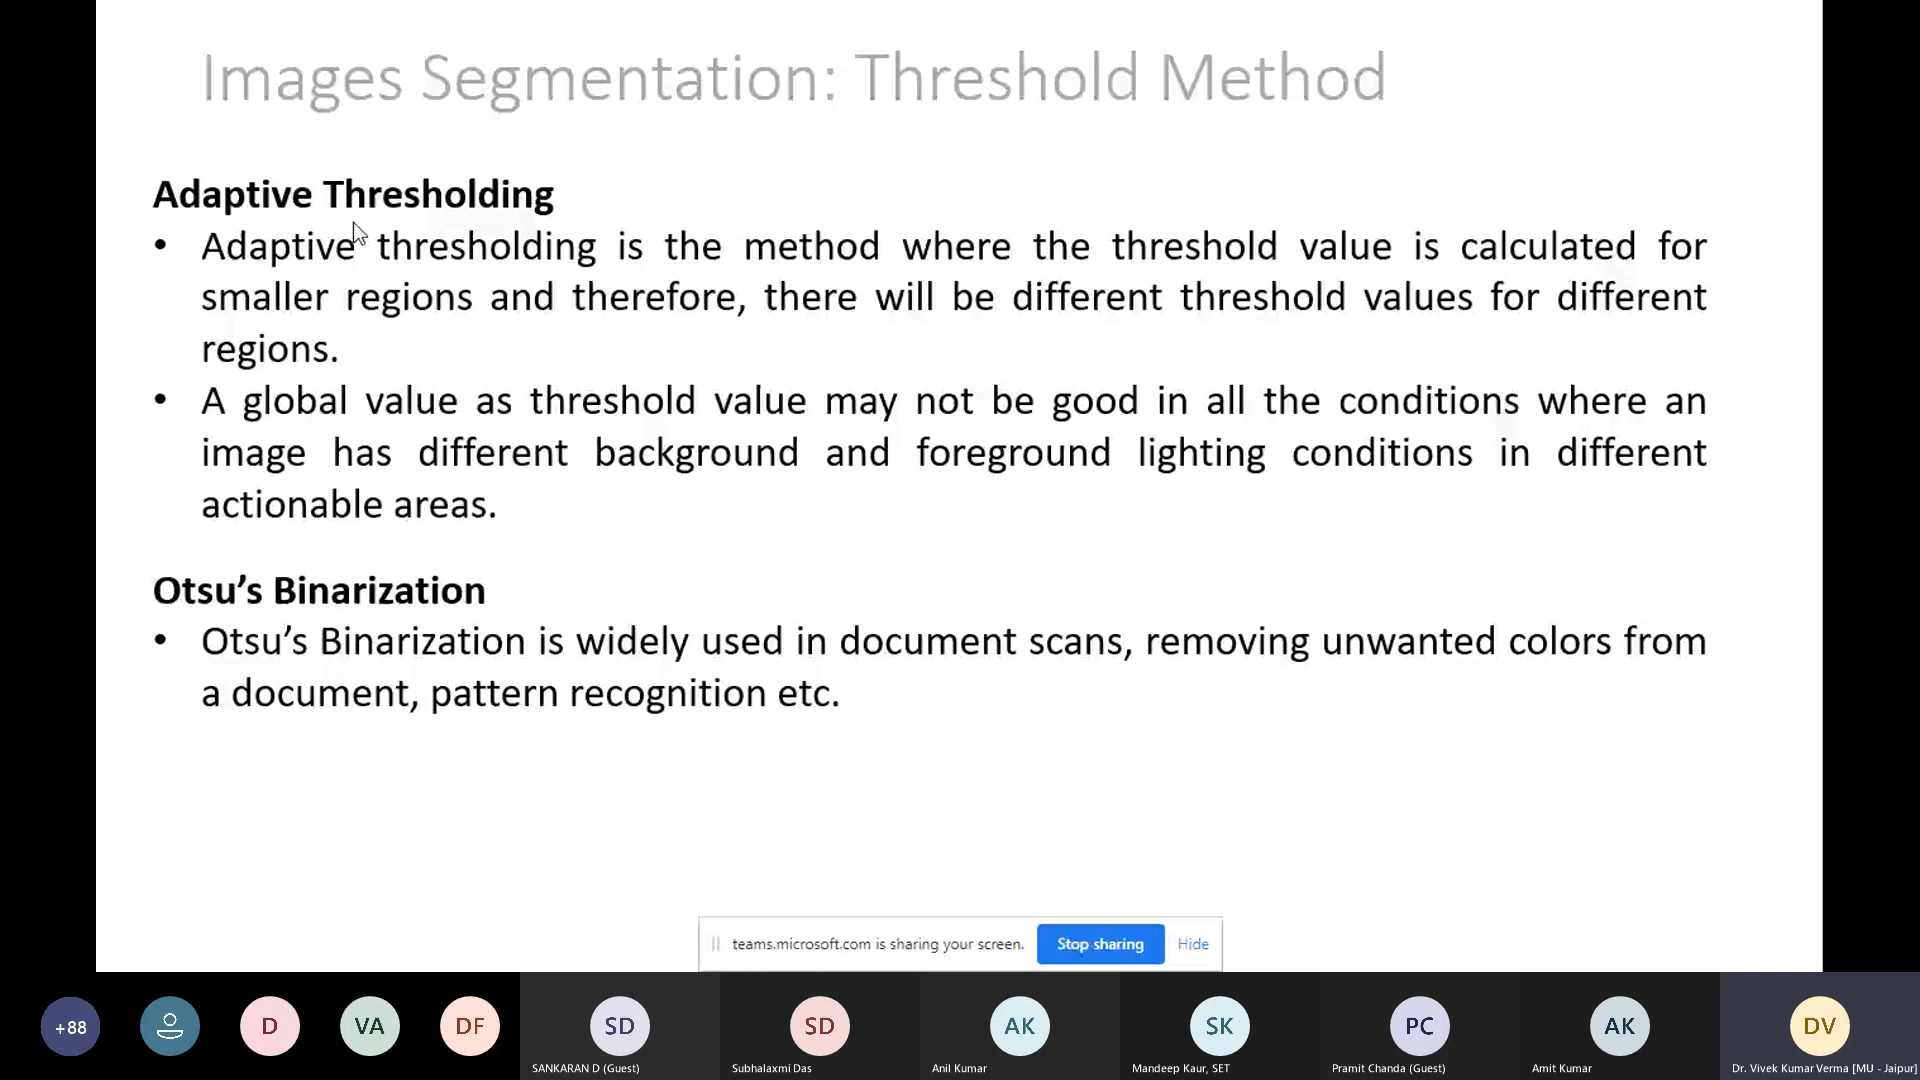 Images Segmentation: Threshold Method
Adaptive Thresholding
• Adaptive thresholding is the method where the threshold value is calculated for
smaller regions and therefore, there will be different threshold values for different
regions.
• A global value as threshold value may not be good in all the conditions where an
image has different background and foreground lighting conditions in different
actionable areas.
Otsu's Binarization
• Otsu's Binarization is widely used in document scans, removing unwanted colors from
a document, pattern recognition etc.
teams.microsoft.com is sharing your screen. Stop sharing Hide
+88 D VA DF SD SD AK SK PC AK DV
SANKARAN D (Guest) Subhalaxmi Das Anil Kumar Mandeep Kaur, SET Pramit Chanda (Guest) Amit Kumar Dr. Vivek Kumar Verma [MU - Jaipur]